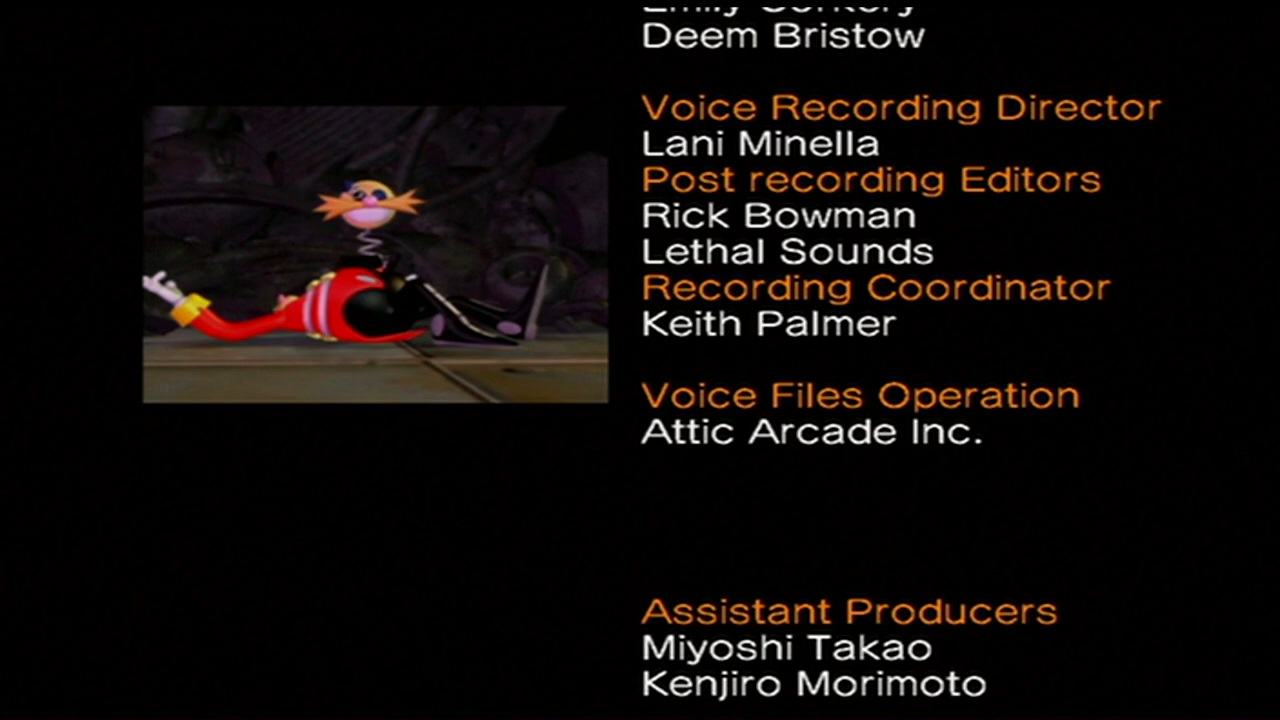 Deem Bristow
Voice Recording Director
Lani Minella
Post recording Editors
Rick Bowman
Lethal Sounds
Recording Coordinator
Keith Palmer
Voice Files Operation
Attic Arcade Inc.
Assistant Producers
Miyoshi Takao
Kenjiro Morimoto